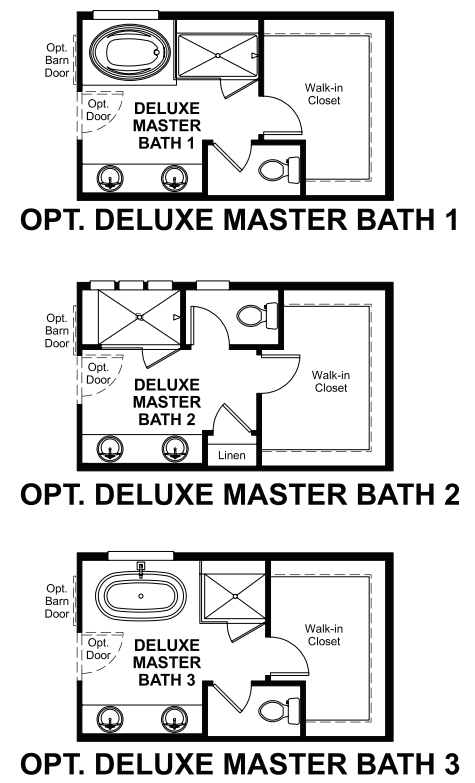 Opt.
Barn
Door
Opt.
Door
DELUXE
MASTER
BATH 1
Walk-in
Closet
OPT. DELUXE MASTER BATH 1
Opt.
Barn
Door
Opt.
Door
DELUXE
MASTER
BATH 2
Walk-in
Closet
Linen
OPT. DELUXE MASTER BATH 2
Opt.
Barn
Door
Opt.
Door
DELUXE
MASTER
BATH 3
Walk-in
Closet
OPT. DELUXE MASTER BATH 3